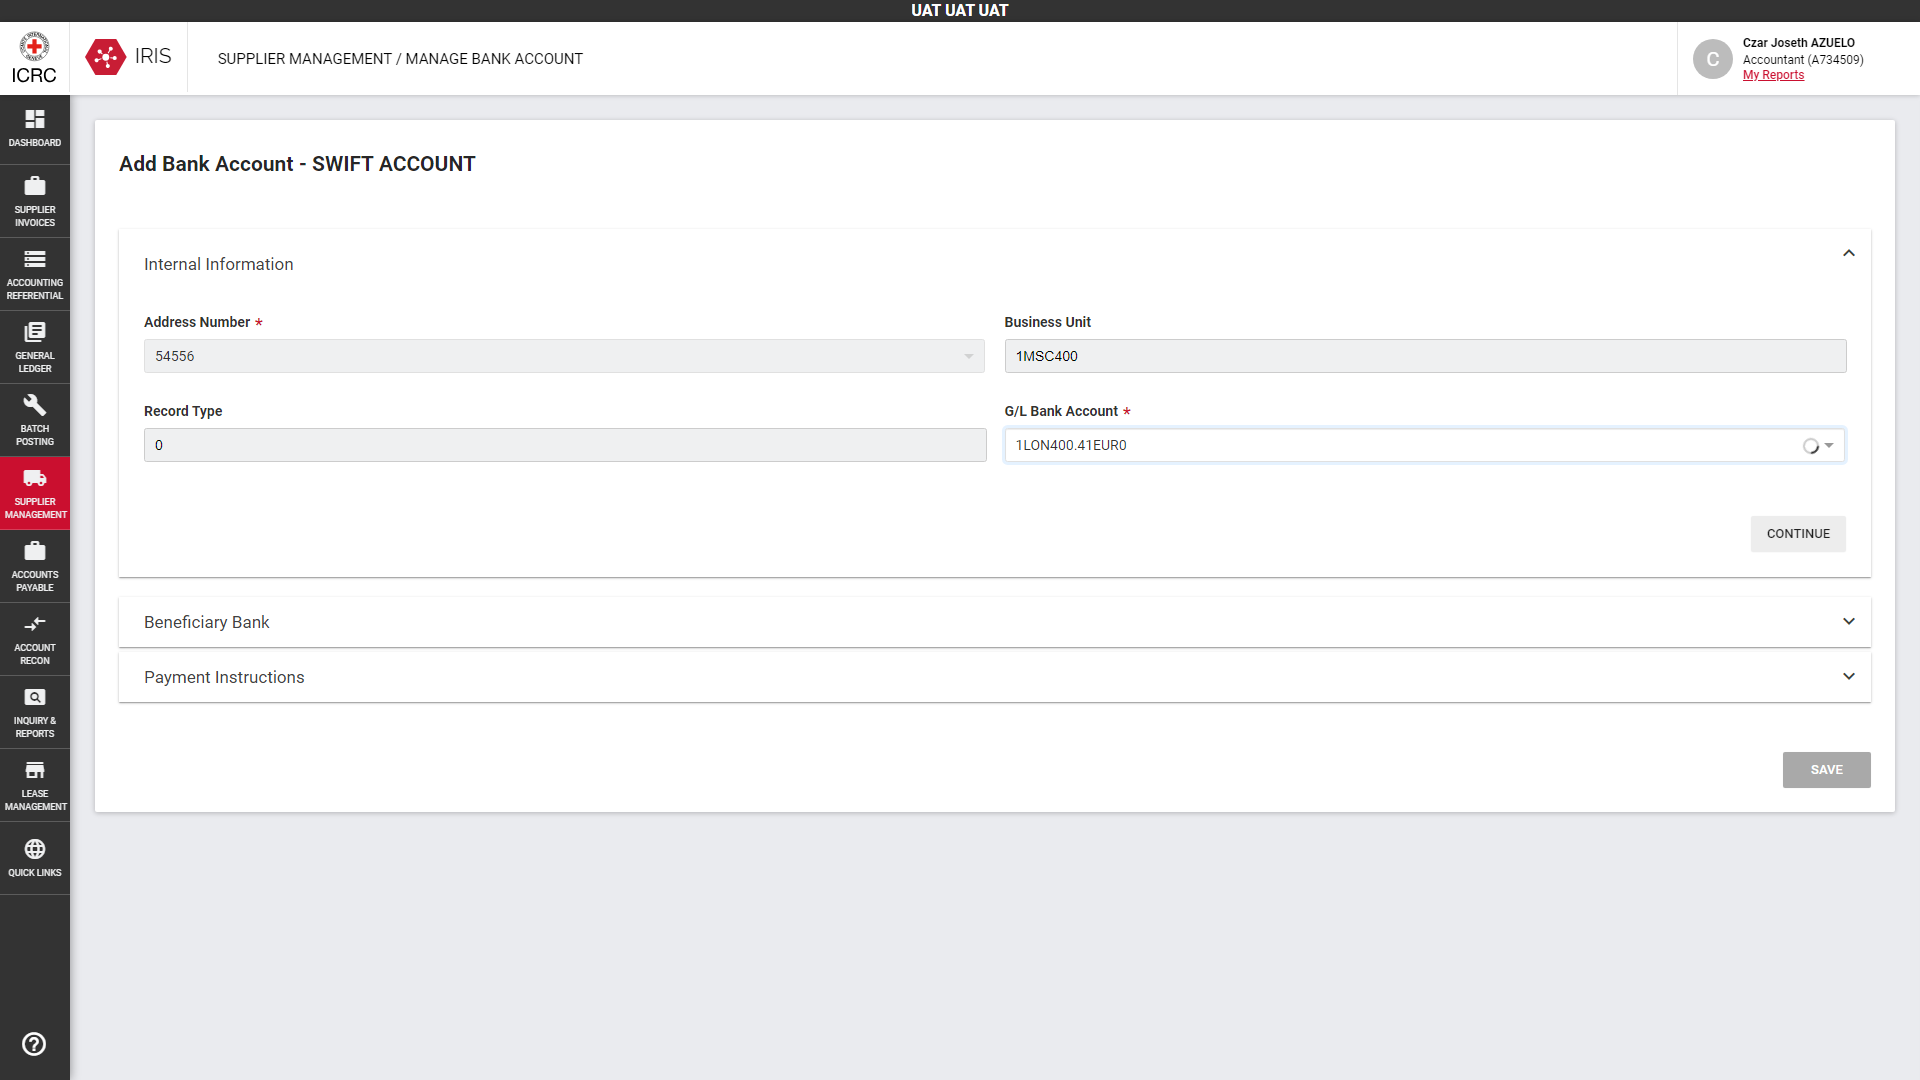 UAT UAT UAT
ICRC
IRIS
SUPPLIER MANAGEMENT / MANAGE BANK ACCOUNT
C
Czar Joseth AZUELO
Accountant (A734509)
My Reports
DASHBOARD
SUPPLIER
INVOICES
ACCOUNTING
REFERENTIAL
GENERAL
LEDGER
BATCH
POSTING
SUPPLIER
MANAGEMENT
ACCOUNTS
PAYABLE
ACCOUNT
RECON
INQUIRY &
REPORTS
LEASE
MANAGEMENT
QUICK LINKS
Add Bank Account - SWIFT ACCOUNT
Internal Information
Address Number *
54556
Business Unit
1MSC400
Record Type
0
G/L Bank Account *
1LON400.41EUR0
CONTINUE
Beneficiary Bank
Payment Instructions
SAVE